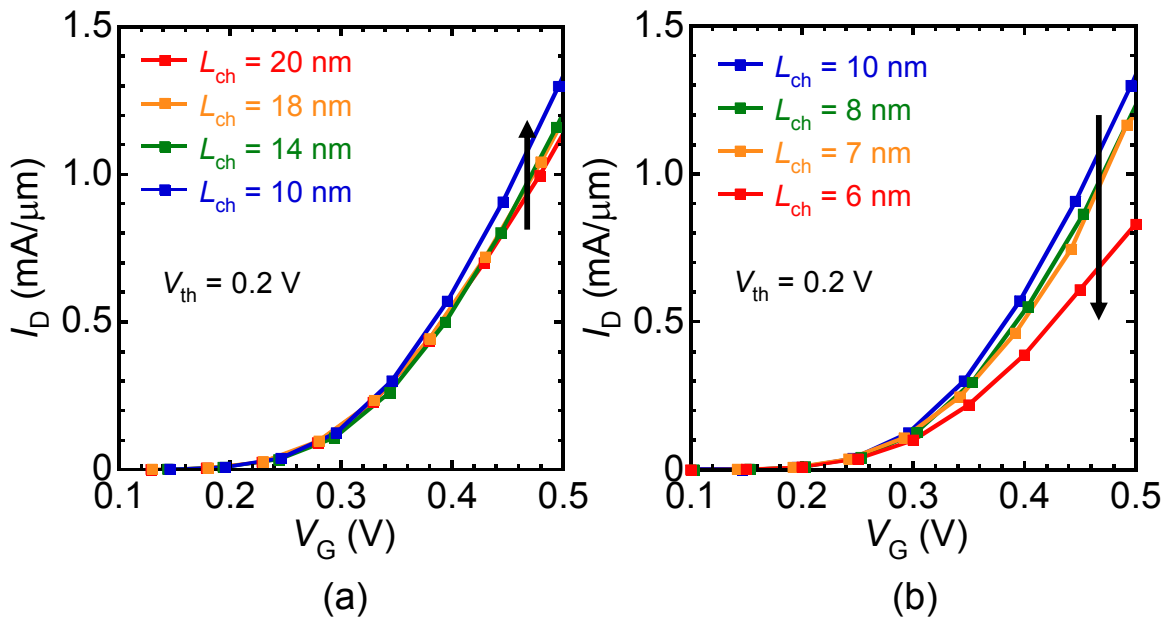 1.5
1.0
0.5
0
I_D (mA/μm)
L_ch = 20 nm
L_ch = 18 nm
L_ch = 14 nm
L_ch = 10 nm
V_th = 0.2 V
0.1 0.2 0.3 0.4 0.5
V_G (V)
(a)
1.5
1.0
0.5
0
I_D (mA/μm)
L_ch = 10 nm
L_ch = 8 nm
L_ch = 7 nm
L_ch = 6 nm
V_th = 0.2 V
0.1 0.2 0.3 0.4 0.5
V_G (V)
(b)